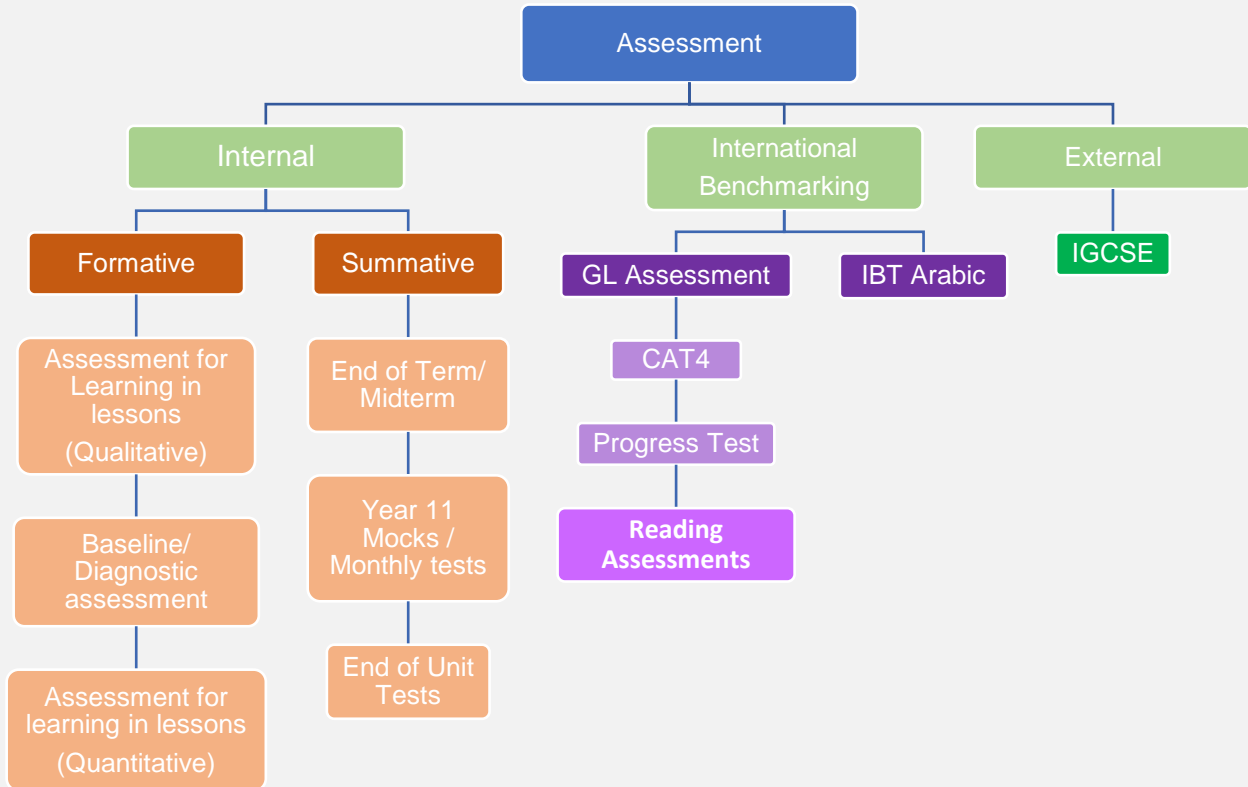 Assessment
Internal
International
Benchmarking
External
Formative
Summative
GL Assessment
IBT Arabic
IGCSE
Assessment for
Learning in
lessons
(Qualitative)
End of Term/
Midterm
CAT4
Progress Test
Year 11
Mocks /
Monthly tests
Reading
Assessments
Baseline/
Diagnostic
assessment
End of Unit
Tests
Assessment for
learning in lessons
(Quantitative)